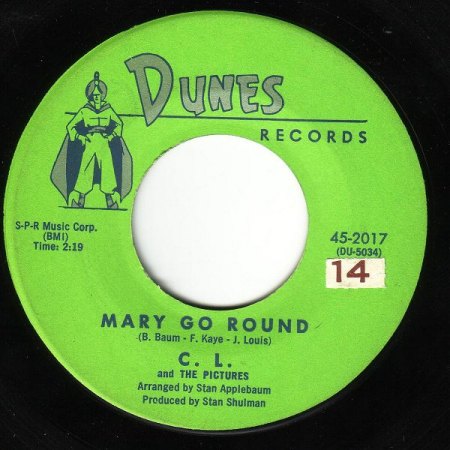 DUNES
RECORDS
S-P-R Music Corp.
(BMI)
Time: 2:19
45-2017
(DU-5034)
14
MARY GO ROUND
(B. Baum - F. Kaye - J. Louis)
C. L.
and THE PICTURES
Arranged by Stan Applebaum
Produced by Stan Shulman